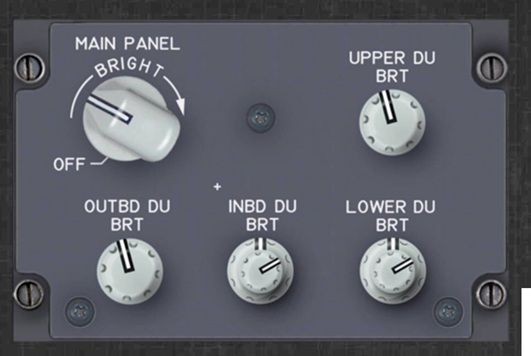 MAIN PANEL
BRIGHT
OFF
UPPER DU
BRT
OUTBD DU
BRT
INBD DU
BRT
LOWER DU
BRT